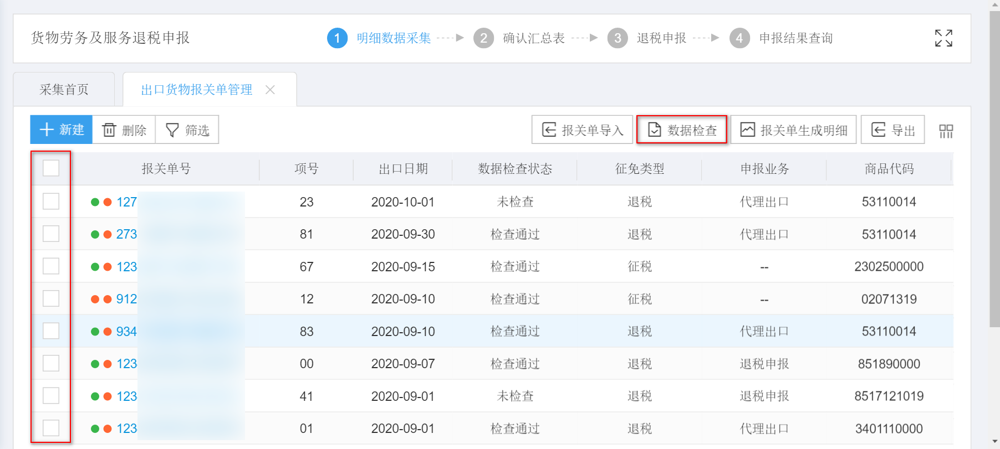 货物劳务及服务退税申报
1 明细数据采集 2 确认汇总表 3 退税申报 4 申报结果查询
采集首页 出口货物报关单管理
新建 删除 筛选 报关单导入 数据检查 报关单生成明细 导出
报关单号 项号 出口日期 数据检查状态 征免类型 申报业务 商品代码
127 23 2020-10-01 未检查 退税 代理出口 53110014
273 81 2020-09-30 检查通过 退税 代理出口 53110014
123 67 2020-09-15 检查通过 征税 -- 2302500000
912 12 2020-09-10 检查通过 征税 -- 02071319
934 83 2020-09-10 检查通过 退税 代理出口 53110014
123 00 2020-09-07 检查通过 退税 退税申报 851890000
123 41 2020-09-01 未检查 退税 退税申报 8517121019
123 01 2020-09-01 检查通过 退税 代理出口 3401110000